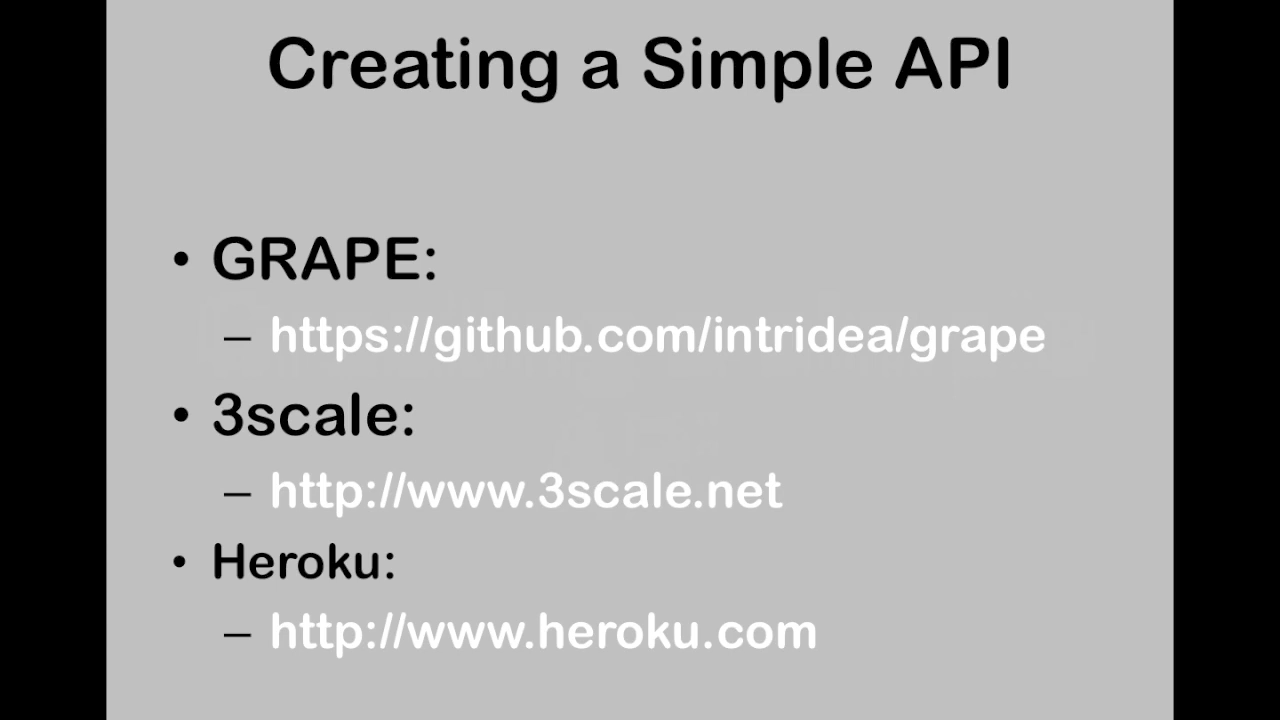 Creating a Simple API
• GRAPE:
– https://github.com/intridea/grape
• 3scale:
– http://www.3scale.net
• Heroku:
– http://www.heroku.com